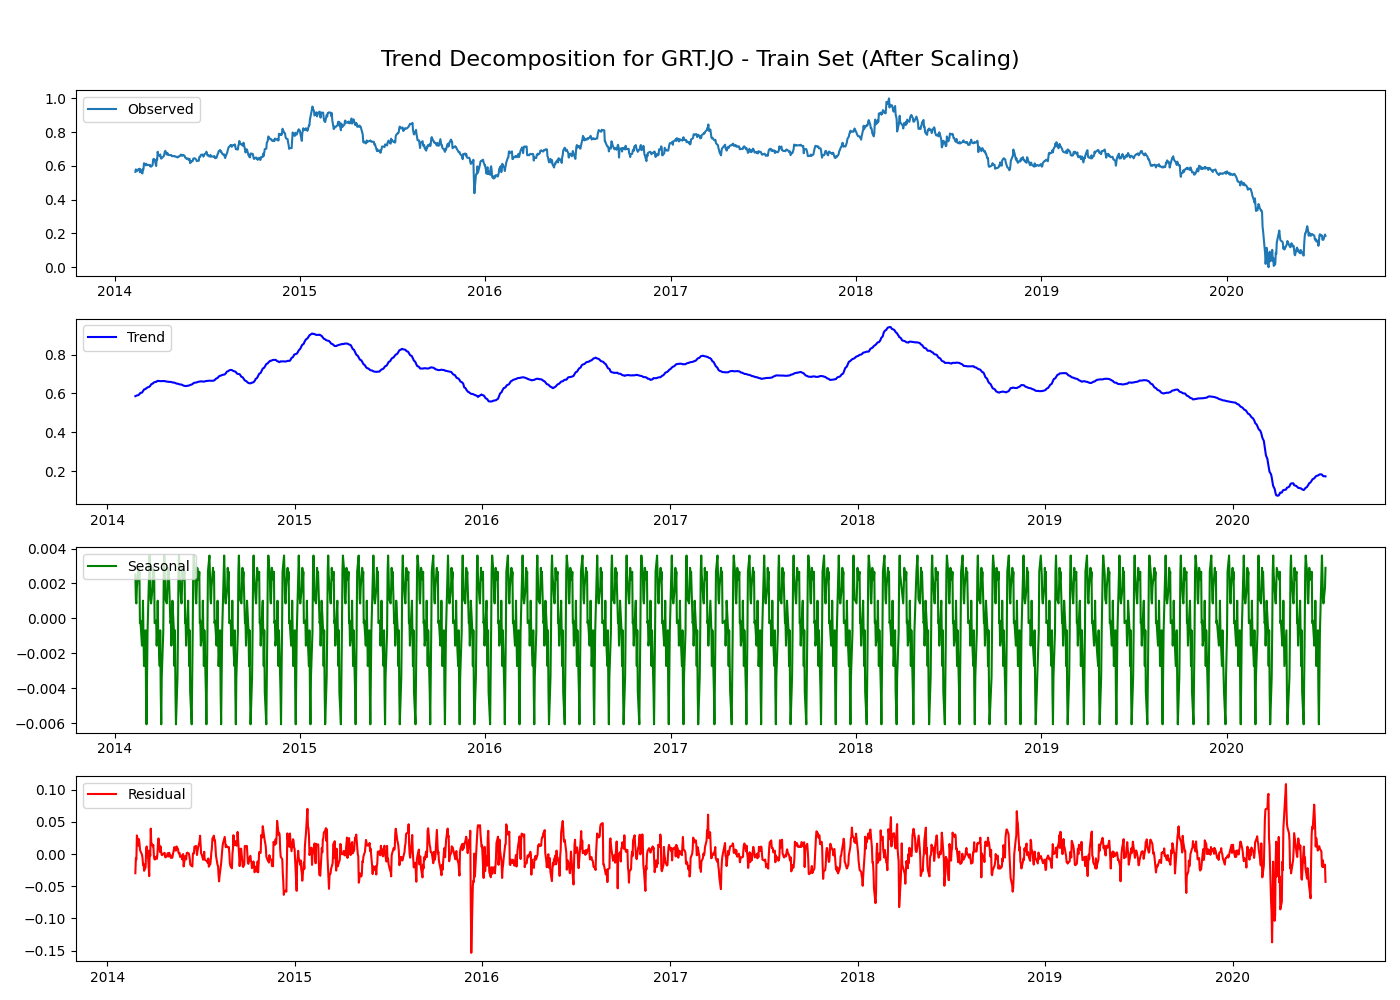 Trend Decomposition for GRT.JO - Train Set (After Scaling)
Observed
1.0
0.8
0.6
0.4
0.2
0.0
2014 2015 2016 2017 2018 2019 2020
Trend
0.8
0.6
0.4
0.2
2014 2015 2016 2017 2018 2019 2020
Seasonal
0.004
0.002
0.000
−0.002
−0.004
−0.006
2014 2015 2016 2017 2018 2019 2020
Residual
0.10
0.05
0.00
−0.05
−0.10
−0.15
2014 2015 2016 2017 2018 2019 2020